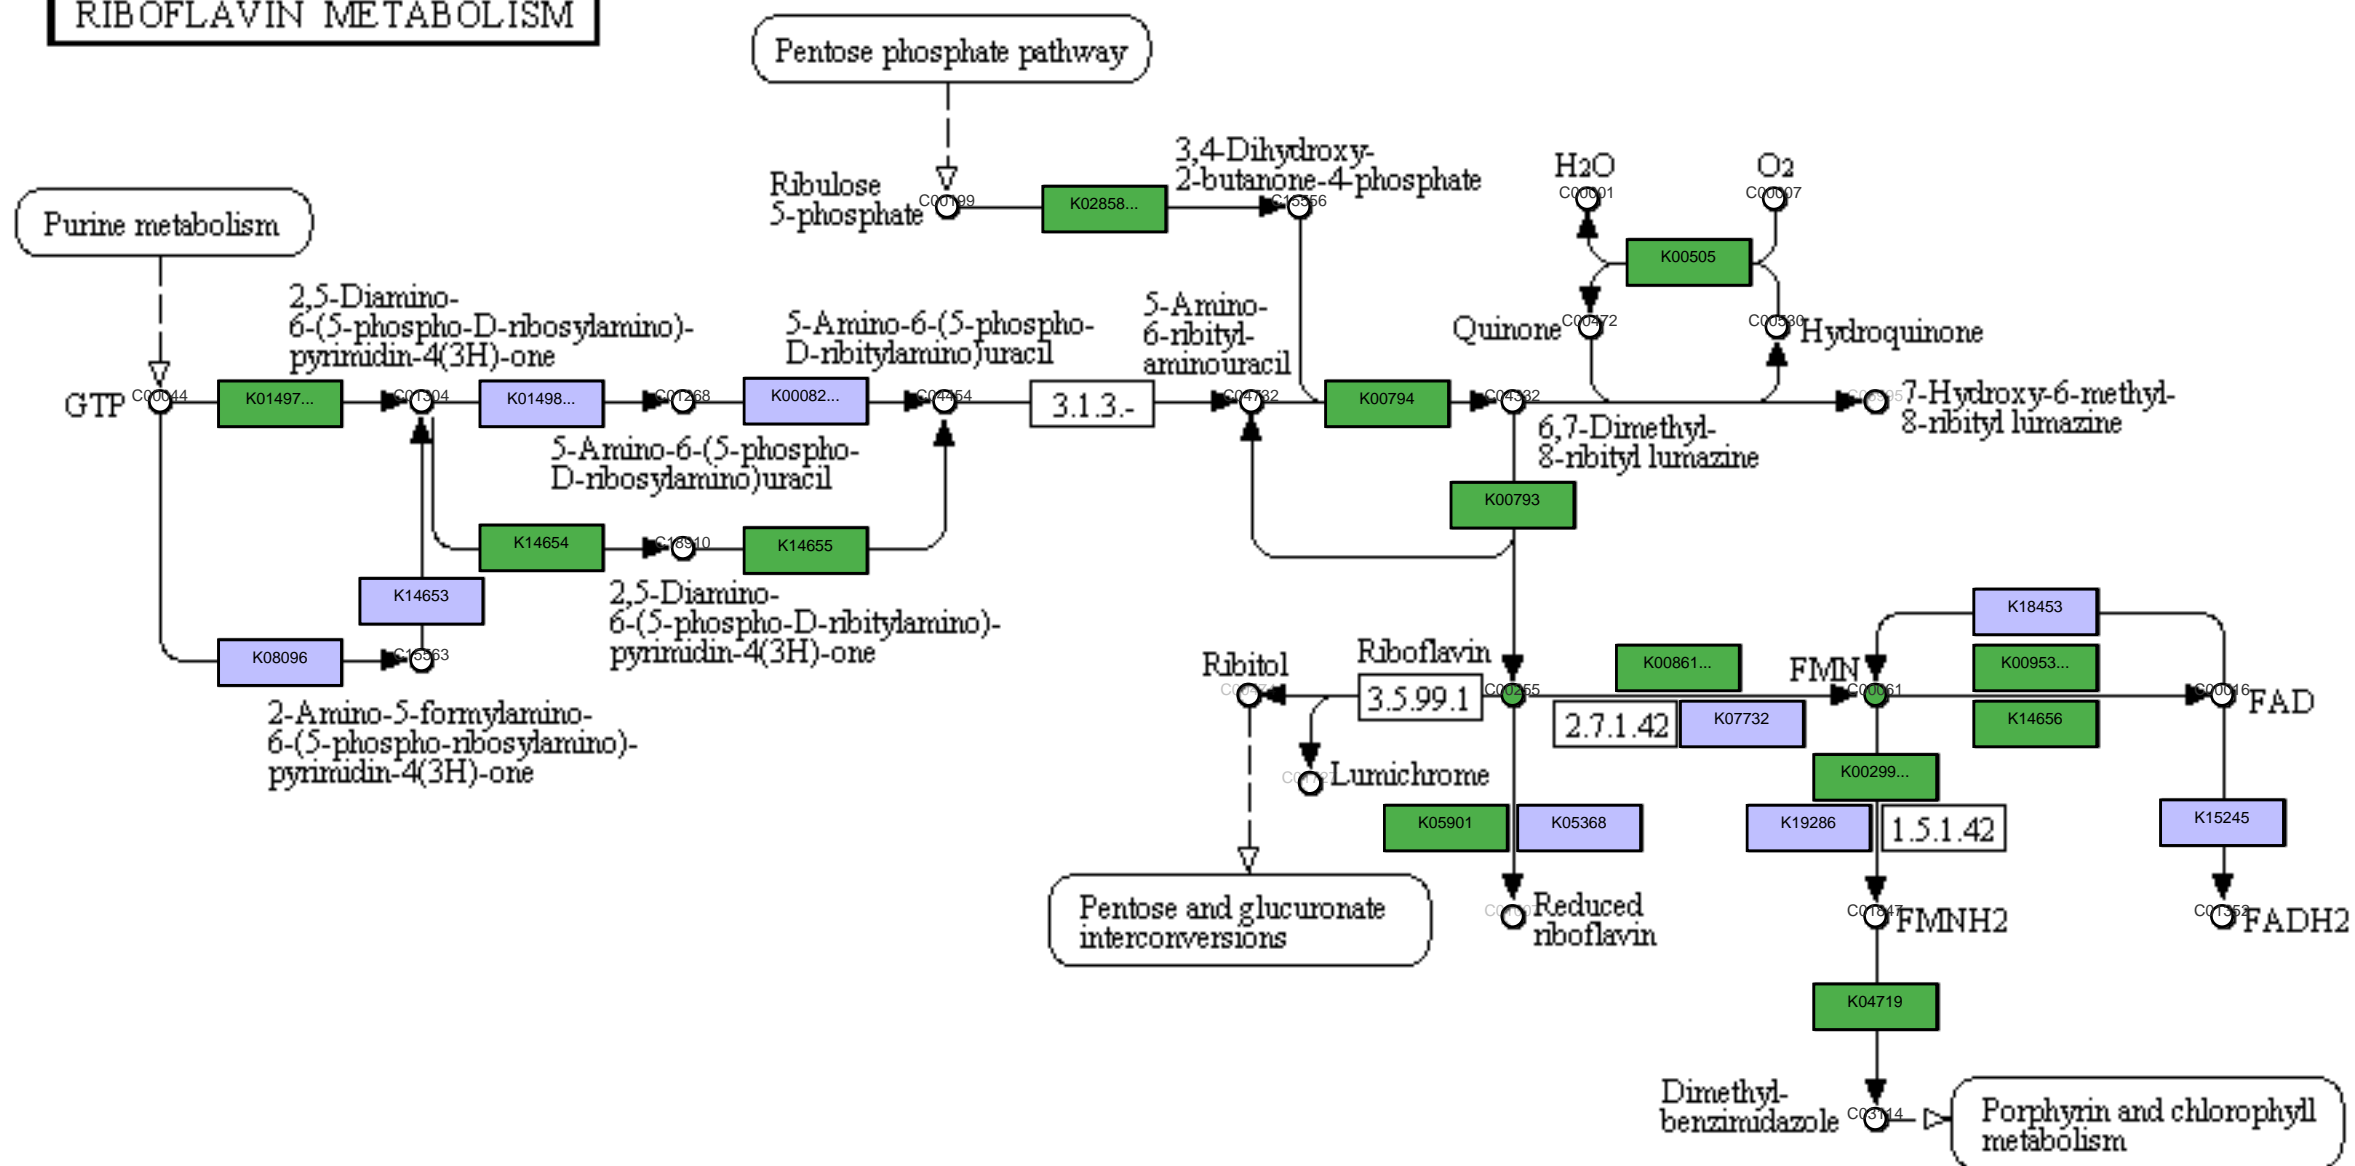 RIBOFLAVIN METABOLISM
Pentose phosphate pathway
Purine metabolism
Ribulose
5-phosphate
C00199
K02858...
3,4-Dihydroxy-
2-butanone-4-phosphate
C15556
H2O
C00001
O2
C00007
K00505
Quinone
C00472
C00530
Hydroquinone
2,5-Diamino-
6-(5-phospho-D-ribosylamino)-
pyrimidin-4(3H)-one
5-Amino-6-(5-phospho-
D-ribitylamino)uracil
5-Amino-
6-ribityl-
aminouracil
GTP
C00044
K01497...
C01304
K01498...
C01268
K00082...
C04454
3.1.3.-
C04732
K00794
C04332
7-Hydroxy-6-methyl-
8-ribityl lumazine
5-Amino-6-(5-phospho-
D-ribosylamino)uracil
6,7-Dimethyl-
8-ribityl lumazine
K00793
K14654
C18910
K14655
2,5-Diamino-
6-(5-phospho-D-ribitylamino)-
pyrimidin-4(3H)-one
K14653
K08096
C15563
2-Amino-5-formylamino-
6-(5-phospho-ribosylamino)-
pyrimidin-4(3H)-one
K18453
Ribitol
Riboflavin
3.5.99.1
C00255
K00861...
2.7.1.42
K07732
FMN
C00061
K00953...
K14656
C00016
FAD
Lumichrome
K00299...
K05901
K05368
K19286
1.5.1.42
K15245
Pentose and glucuronate
interconversions
Reduced
riboflavin
C01847
FMNH2
C01352
FADH2
K04719
Dimethyl-
benzimidazole
C03114
Porphyrin and chlorophyll
metabolism